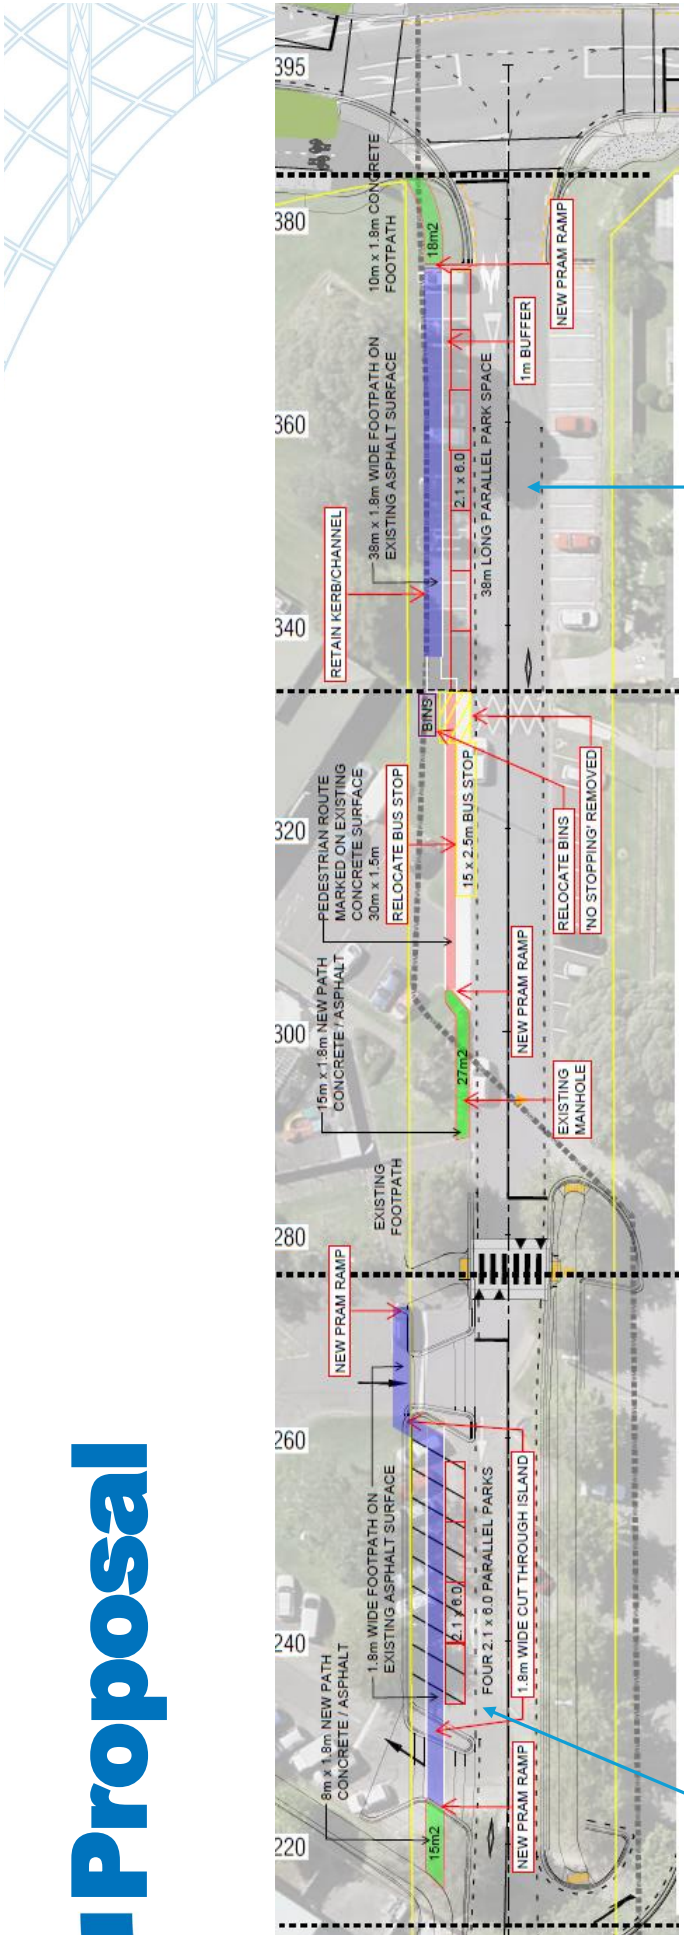 395
10m x 1.8m CONCRETE
FOOTPATH
380
18m2
NEW PRAM RAMP
1m BUFFER
38m x 1.8m WIDE FOOTPATH ON
EXISTING ASPHALT SURFACE
360
2.1 x 6.0
38m LONG PARALLEL PARK SPACE
RETAIN KERB/CHANNEL
340
BINS
PEDESTRIAN ROUTE
MARKED ON EXISTING
CONCRETE SURFACE
30m x 1.5m
RELOCATE BUS STOP
15 x 2.5m BUS STOP
RELOCATE BINS
'NO STOPPING' REMOVED
320
15m x 1.8m NEW PATH
CONCRETE / ASPHALT
300
NEW PRAM RAMP
27m2
EXISTING
MANHOLE
EXISTING
FOOTPATH
280
NEW PRAM RAMP
260
1.8m WIDE FOOTPATH ON
EXISTING ASPHALT SURFACE
2.1 x 6.0
FOUR 2.1 x 6.0 PARALLEL PARKS
1.8m WIDE CUT THROUGH ISLAND
240
8m x 1.8m NEW PATH
CONCRETE / ASPHALT
NEW PRAM RAMP
15m2
220
Proposal